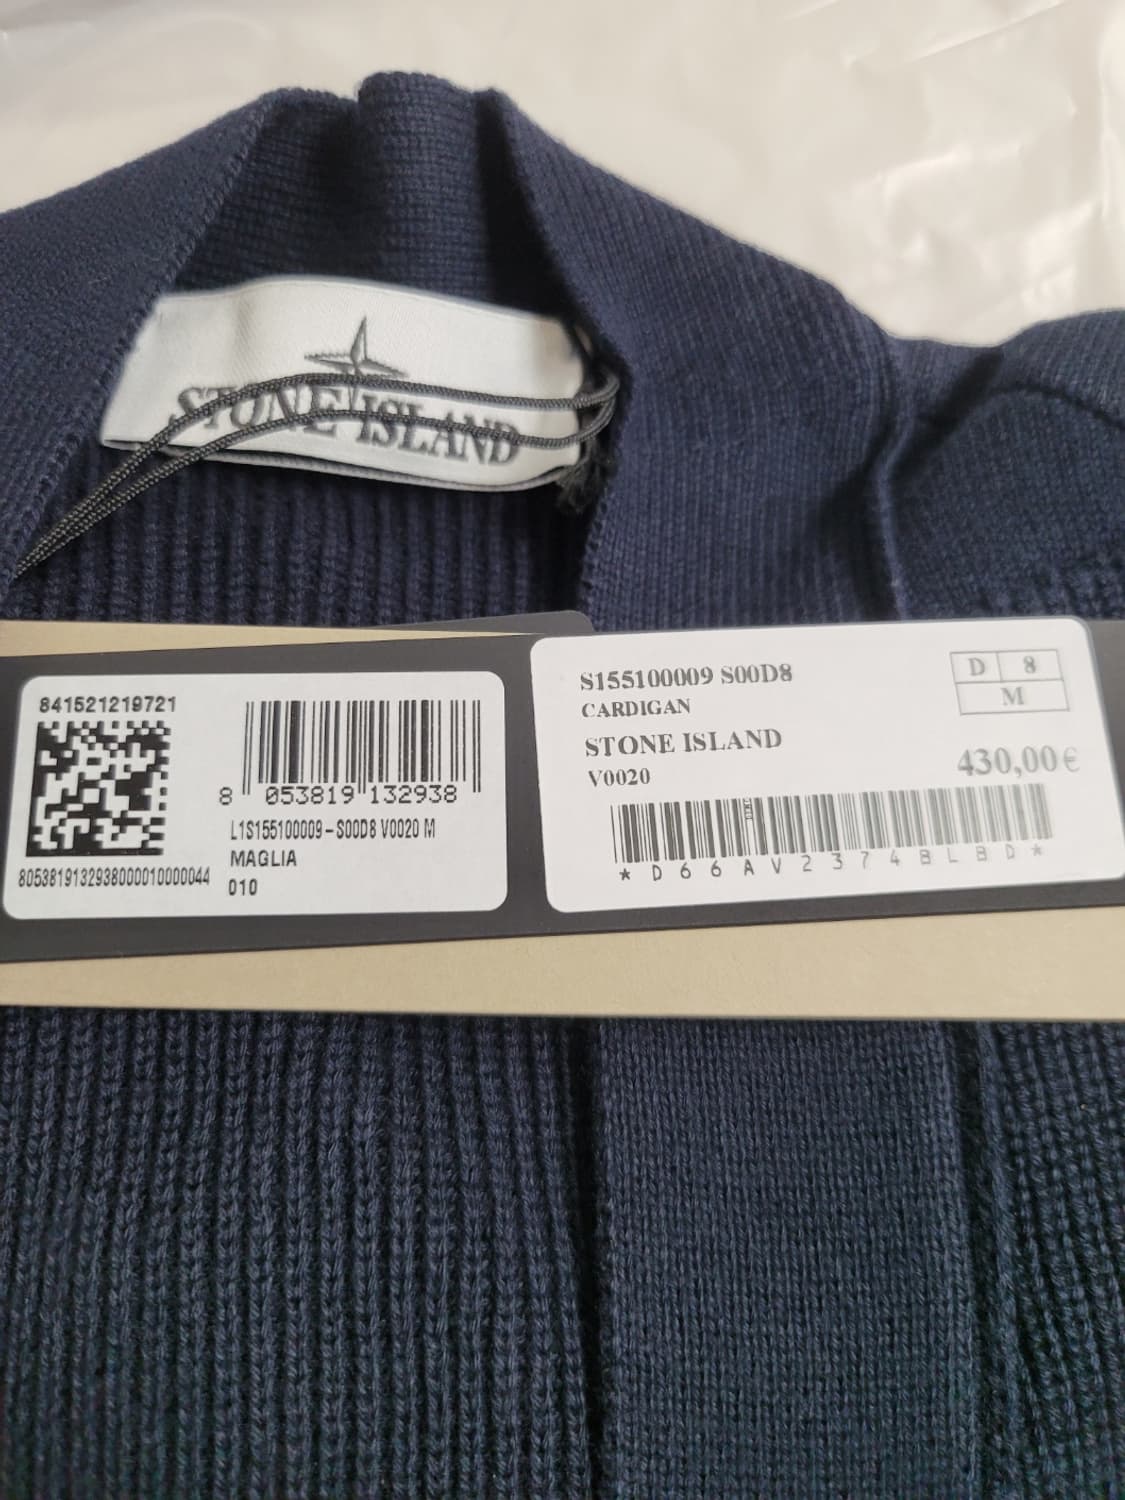 STONE ISLAND
841521219721
8 053819 132938
L1S155100009-S00D8 V0020 M
MAGLIA
010
8053819132938000010000044
S155100009 S00D8
CARDIGAN
STONE ISLAND
V0020
D 8
M
430,00€
* D 6 6 A V 2 3 7 4 B L B D *